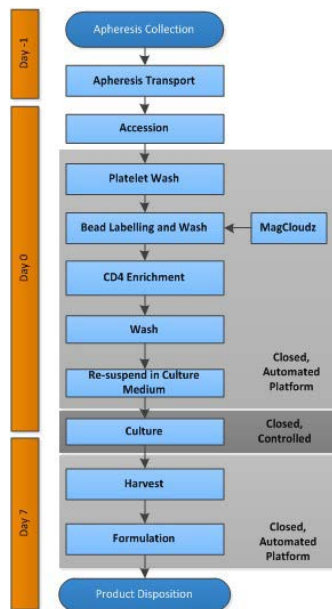 Day -1
Apheresis Collection
Apheresis Transport
Day 0
Accession
Platelet Wash
Bead Labelling and Wash
MagCloudz
CD4 Enrichment
Wash
Re-suspend in Culture
Medium
Closed,
Automated
Platform
Culture
Closed,
Controlled
Day 7
Harvest
Formulation
Closed,
Automated
Platform
Product Disposition